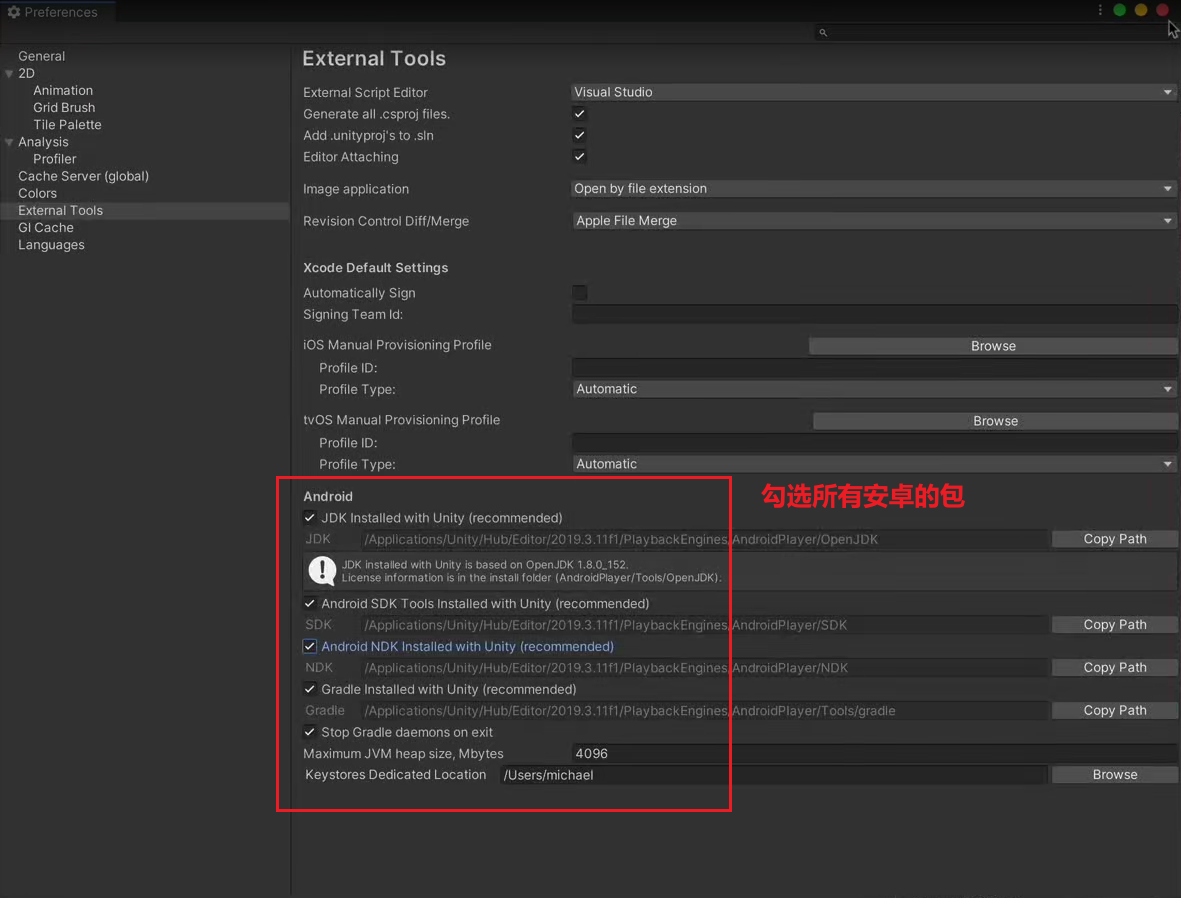 Preferences
General
2D
Animation
Grid Brush
Tile Palette
Analysis
Profiler
Cache Server (global)
Colors
External Tools
GI Cache
Languages
External Tools
External Script Editor Visual Studio
Generate all .csproj files.
Add .unityproj's to .sln
Editor Attaching
Image application Open by file extension
Revision Control Diff/Merge Apple File Merge
Xcode Default Settings
Automatically Sign
Signing Team Id:
iOS Manual Provisioning Profile Browse
Profile ID:
Profile Type: Automatic
tvOS Manual Provisioning Profile Browse
Profile ID:
Profile Type: Automatic
Android
勾选所有安卓的包
JDK Installed with Unity (recommended)
JDK /Applications/Unity/Hub/Editor/2019.3.11f1/PlaybackEngines/AndroidPlayer/OpenJDK Copy Path
JDK installed with Unity is based on OpenJDK 1.8.0_152.
License information is in the install folder (AndroidPlayer/Tools/OpenJDK).
Android SDK Tools Installed with Unity (recommended)
SDK /Applications/Unity/Hub/Editor/2019.3.11f1/PlaybackEngines/AndroidPlayer/SDK Copy Path
Android NDK Installed with Unity (recommended)
NDK /Applications/Unity/Hub/Editor/2019.3.11f1/PlaybackEngines/AndroidPlayer/NDK Copy Path
Gradle Installed with Unity (recommended)
Gradle /Applications/Unity/Hub/Editor/2019.3.11f1/PlaybackEngines/AndroidPlayer/Tools/gradle Copy Path
Stop Gradle daemons on exit
Maximum JVM heap size, Mbytes 4096
Keystores Dedicated Location /Users/michael Browse